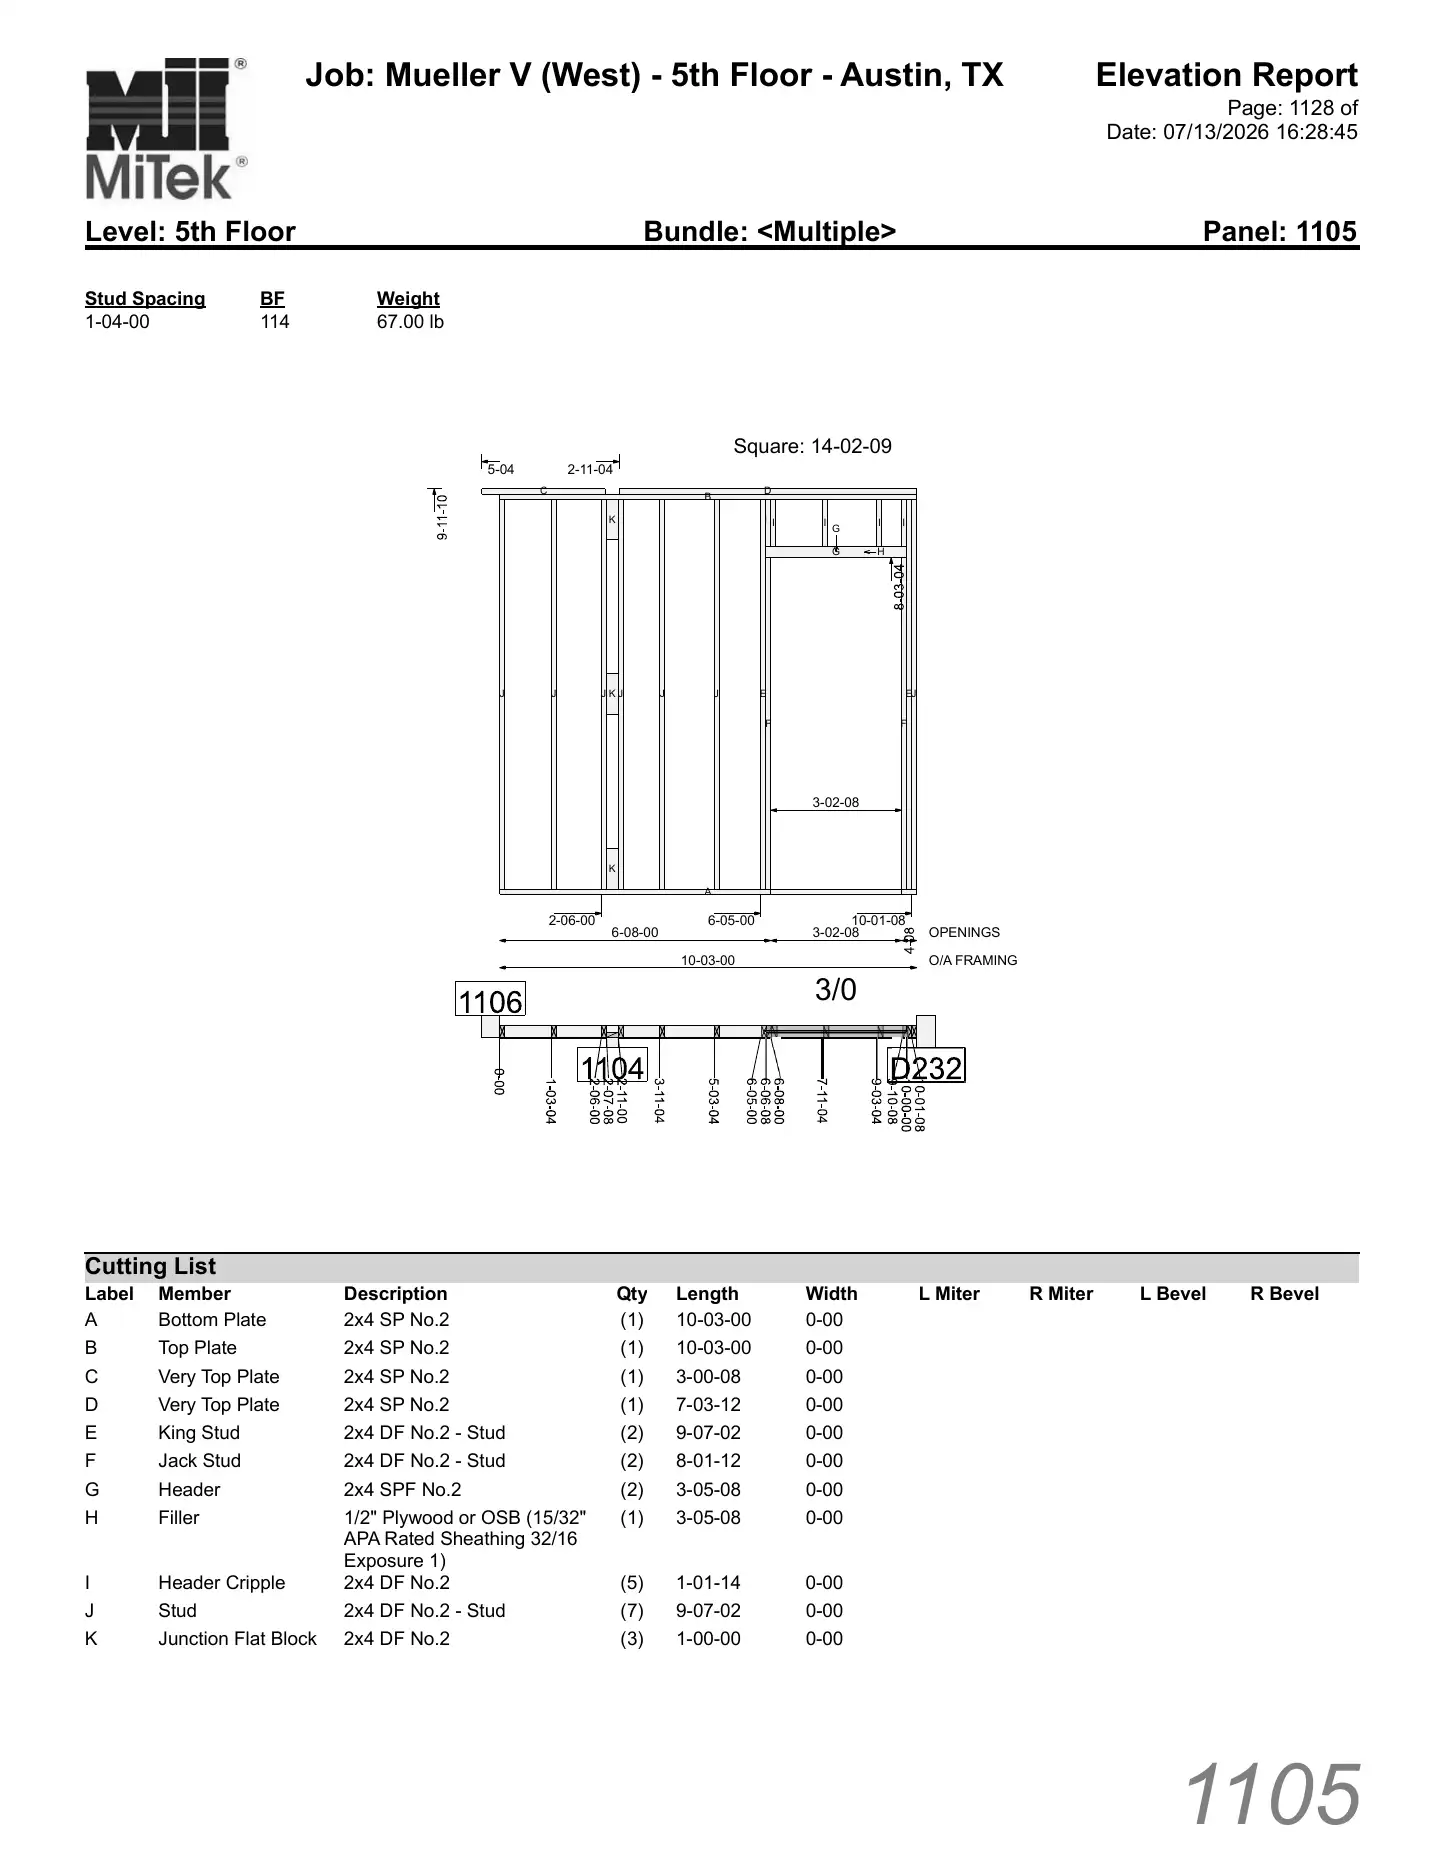 Job: Mueller V (West) - 5th Floor - Austin, TX
Elevation Report
Page: 1128 of
Date: 07/13/2026 16:28:45
MiTek®
Level: 5th Floor Bundle: <Multiple> Panel: 1105
Stud Spacing BF Weight
1-04-00 114 67.00 lb
Square: 14-02-09
5-04 2-11-04
9-11-10
C B D
K I I I I
G
G H
8-03-04
J J J K J J J E E J
F F
3-02-08
K
A
2-06-00 6-05-00 10-01-08
6-08-00 3-02-08 4-08 OPENINGS
10-03-00 O/A FRAMING
3/0
1106
1104 D232
0-00 1-03-04 2-06-00 2-07-08 2-11-00 3-11-04 5-03-04 6-05-00 6-06-08 6-08-00 7-11-04 9-03-04 9-10-08 10-00-00 10-01-08
Cutting List
Label Member Description Qty Length Width L Miter R Miter L Bevel R Bevel
A Bottom Plate 2x4 SP No.2 (1) 10-03-00 0-00
B Top Plate 2x4 SP No.2 (1) 10-03-00 0-00
C Very Top Plate 2x4 SP No.2 (1) 3-00-08 0-00
D Very Top Plate 2x4 SP No.2 (1) 7-03-12 0-00
E King Stud 2x4 DF No.2 - Stud (2) 9-07-02 0-00
F Jack Stud 2x4 DF No.2 - Stud (2) 8-01-12 0-00
G Header 2x4 SPF No.2 (2) 3-05-08 0-00
H Filler 1/2" Plywood or OSB (15/32" (1) 3-05-08 0-00
APA Rated Sheathing 32/16
Exposure 1)
I Header Cripple 2x4 DF No.2 (5) 1-01-14 0-00
J Stud 2x4 DF No.2 - Stud (7) 9-07-02 0-00
K Junction Flat Block 2x4 DF No.2 (3) 1-00-00 0-00
1105